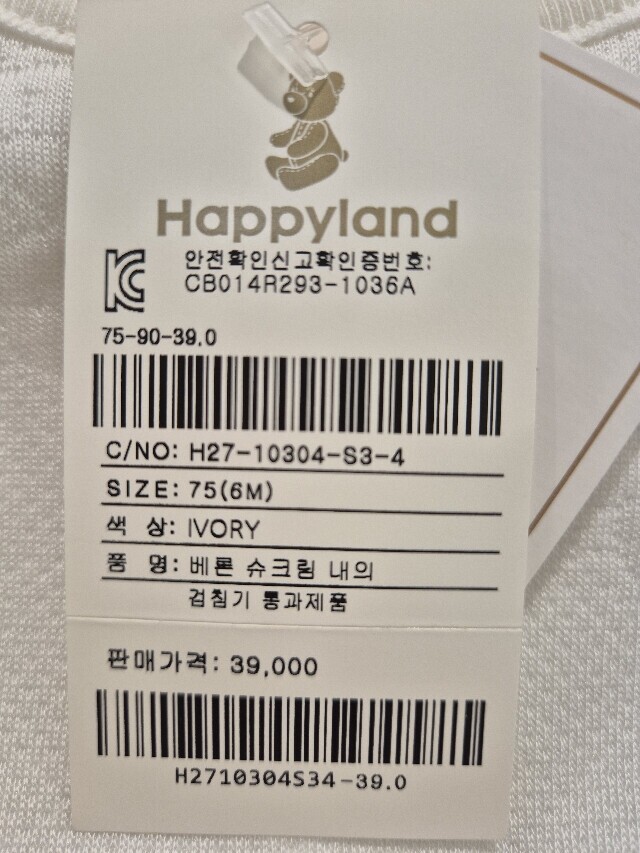 Happyland
안전확인신고확인증번호:
CB014R293-1036A
75-90-39.0
C/NO: H27-10304-S3-4
SIZE: 75(6M)
색 상: IVORY
품 명: 베론 슈크림 내의
검침기 통과제품
판매가격: 39,000
H2710304S34-39.0